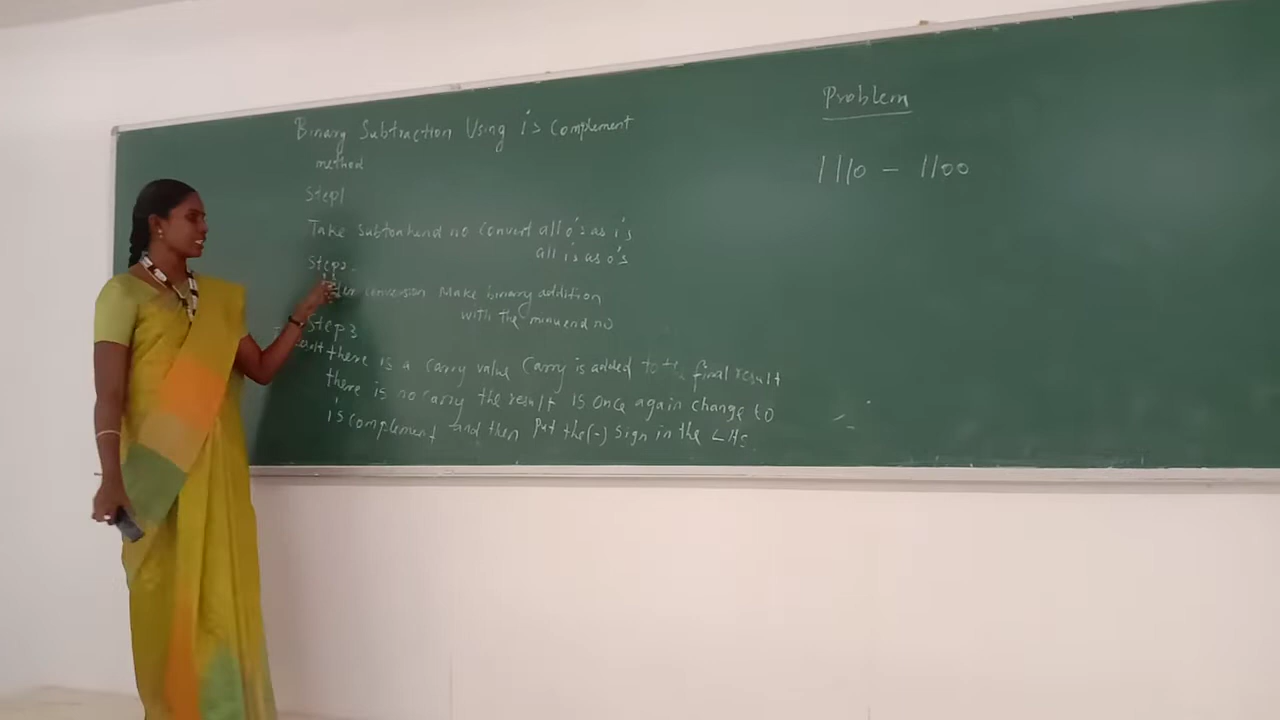 Binary Subtraction Using 1's Complement
method
Step1
Take Subtrahend no convert all 0's as 1's
all 1's as 0's
Step2
After conversion Make binary addition
with the minuend no
Step3
there is a carry value Carry is added to the final result
there is no carry the result is once again change to
1's complement and then Put the (-) Sign in the LHS
Problem
1110 - 1100